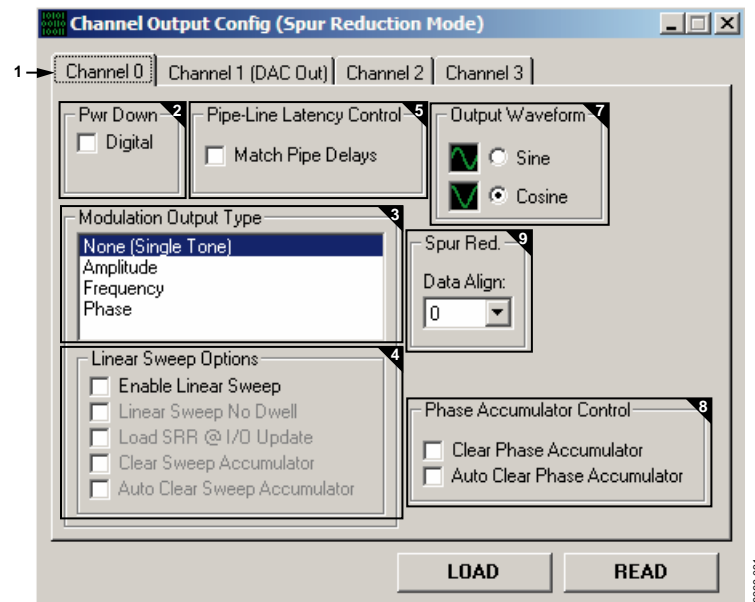 Channel Output Config (Spur Reduction Mode)
1
Channel 0
Channel 1 (DAC Out)
Channel 2
Channel 3
Pwr Down
2
Digital
Pipe-Line Latency Control
5
Match Pipe Delays
Output Waveform
7
Sine
Cosine
Modulation Output Type
3
None (Single Tone)
Amplitude
Frequency
Phase
Spur Red.
9
Data Align:
0
Linear Sweep Options
4
Enable Linear Sweep
Linear Sweep No Dwell
Load SRR @ I/O Update
Clear Sweep Accumulator
Auto Clear Sweep Accumulator
Phase Accumulator Control
8
Clear Phase Accumulator
Auto Clear Phase Accumulator
LOAD
READ